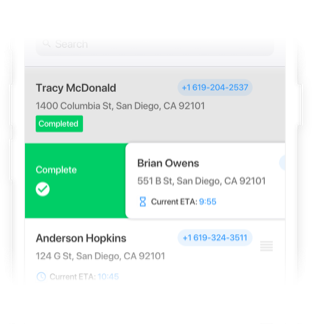 Search
Tracy McDonald +1 619-204-2537
1400 Columbia St, San Diego, CA 92101
Completed
Complete
Brian Owens
551 B St, San Diego, CA 92101
Current ETA: 9:55
Anderson Hopkins +1 619-324-3511
124 G St, San Diego, CA 92101
Current ETA: 10:45